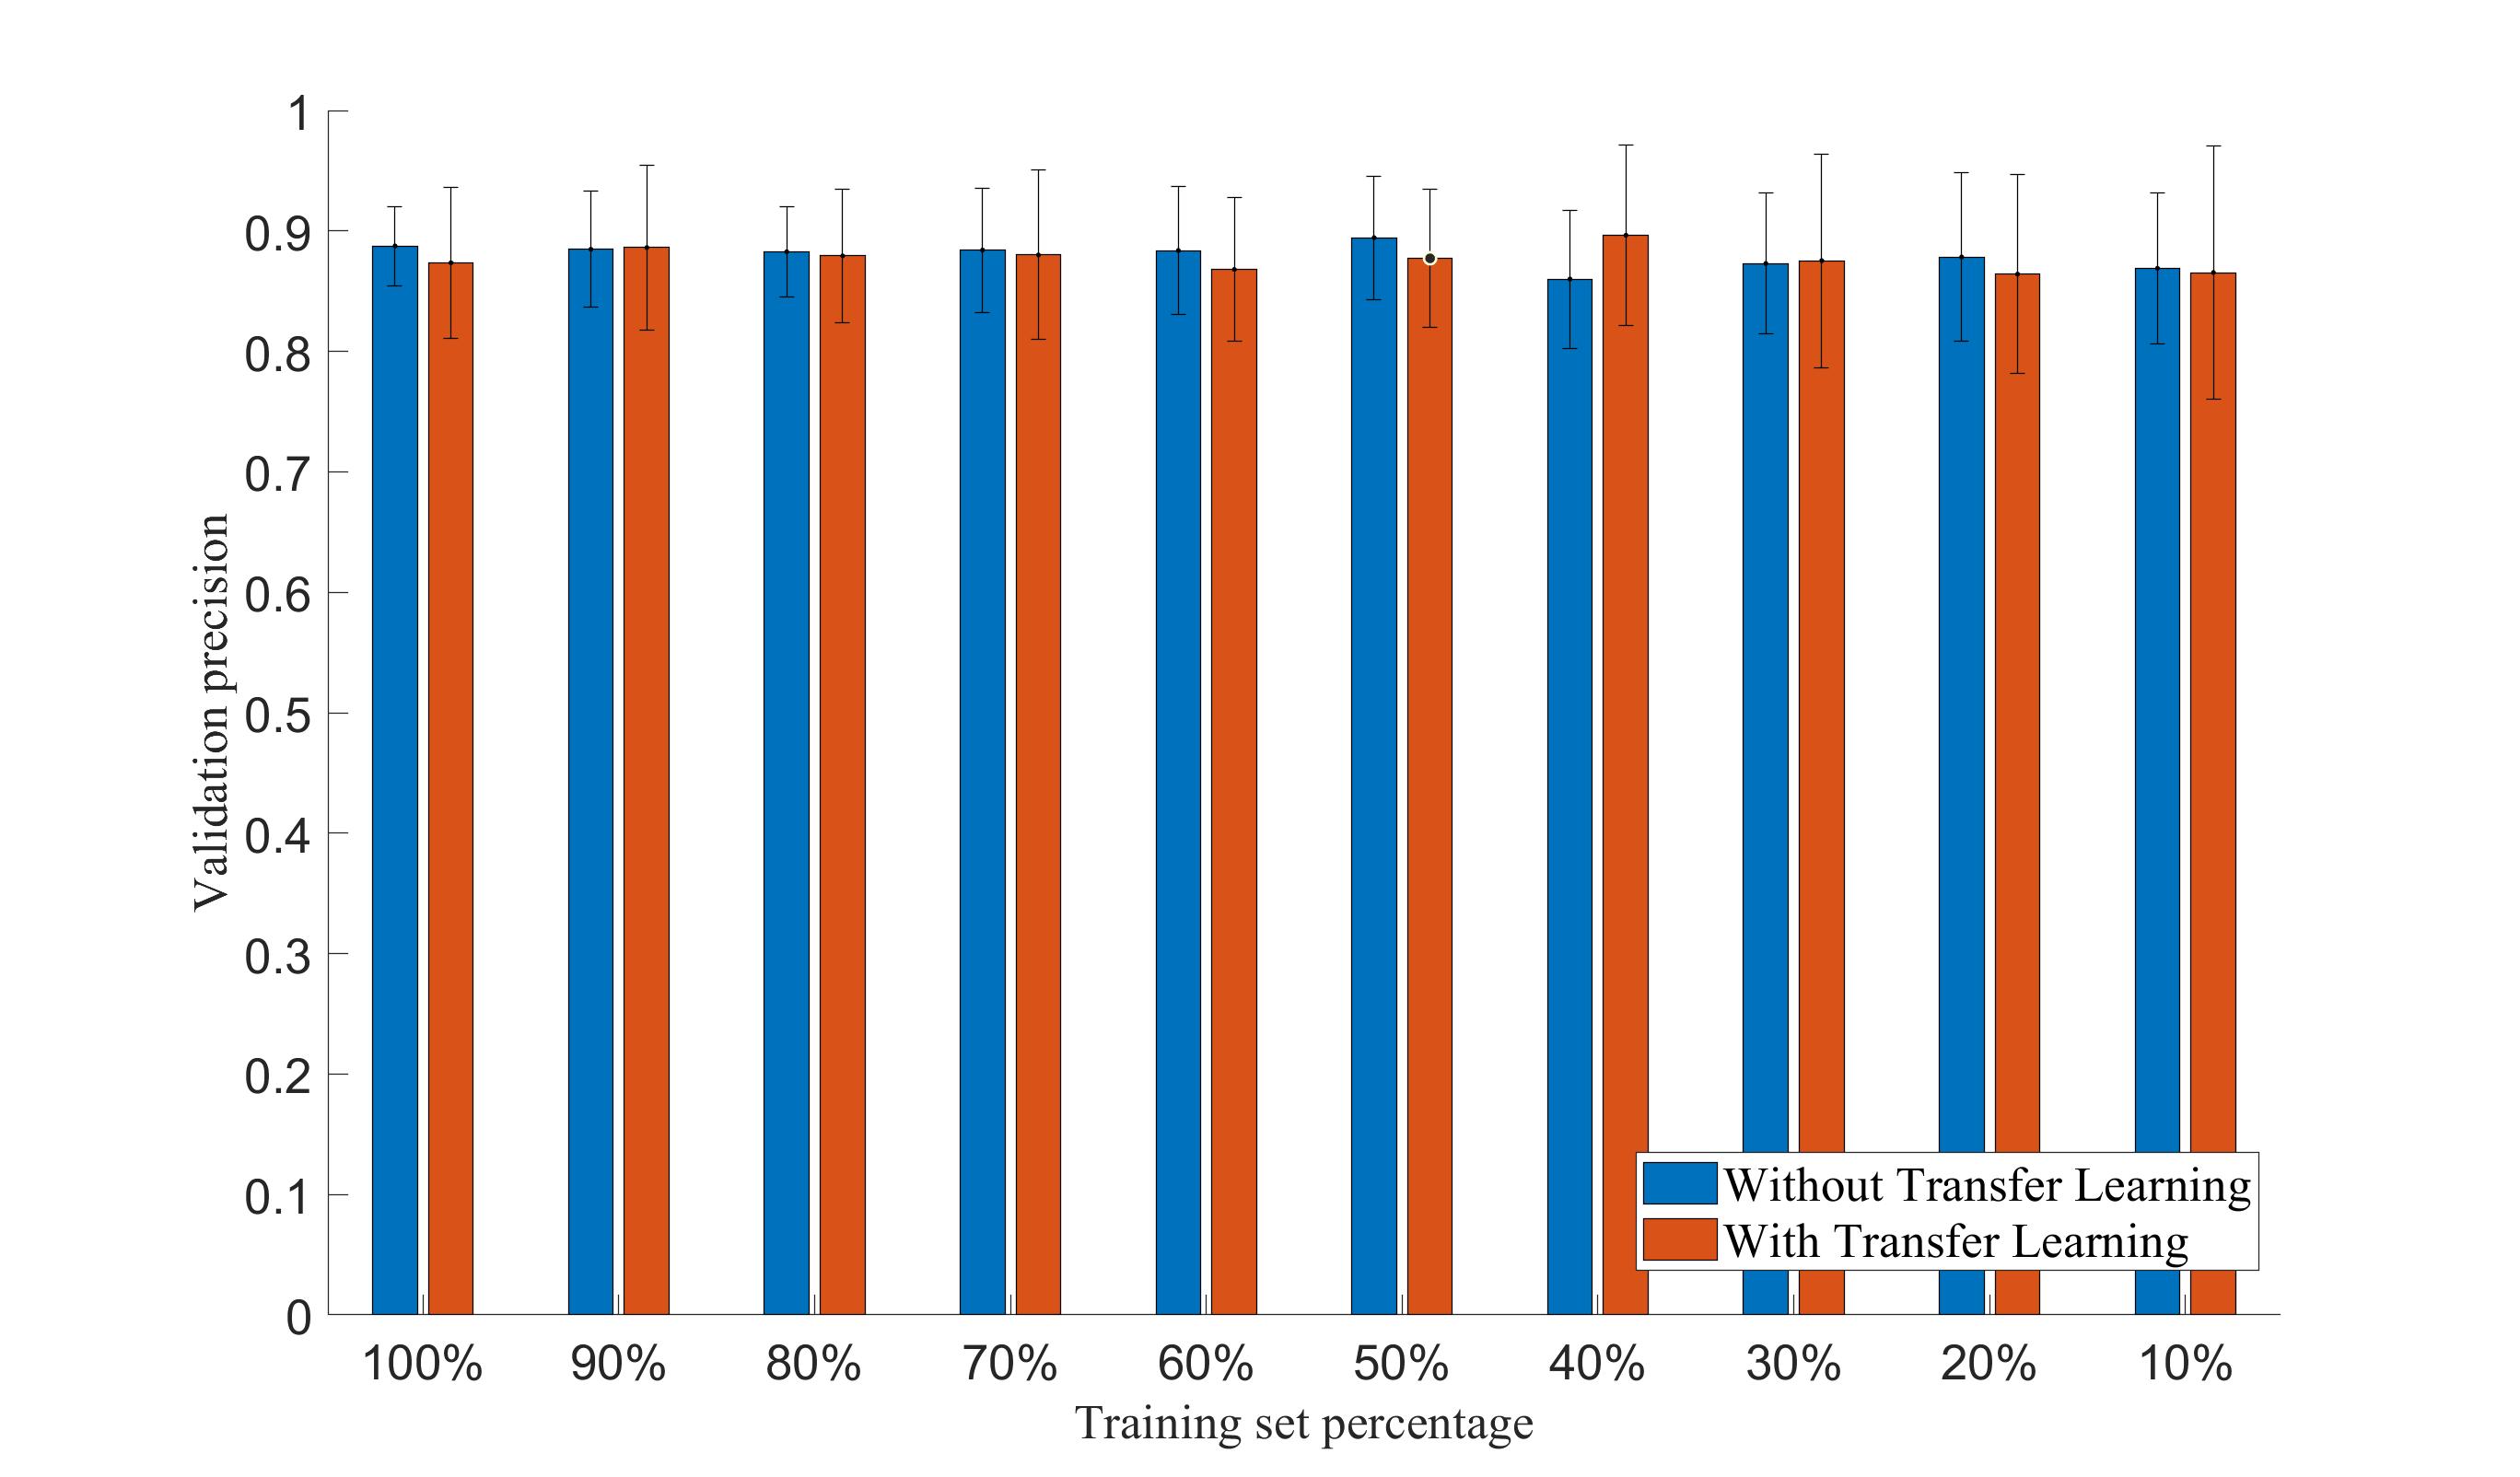 1
0.9
0.8
0.7
0.6
0.5
0.4
0.3
0.2
0.1
0
Validation precision
Without Transfer Learning
With Transfer Learning
100% 90% 80% 70% 60% 50% 40% 30% 20% 10%
Training set percentage